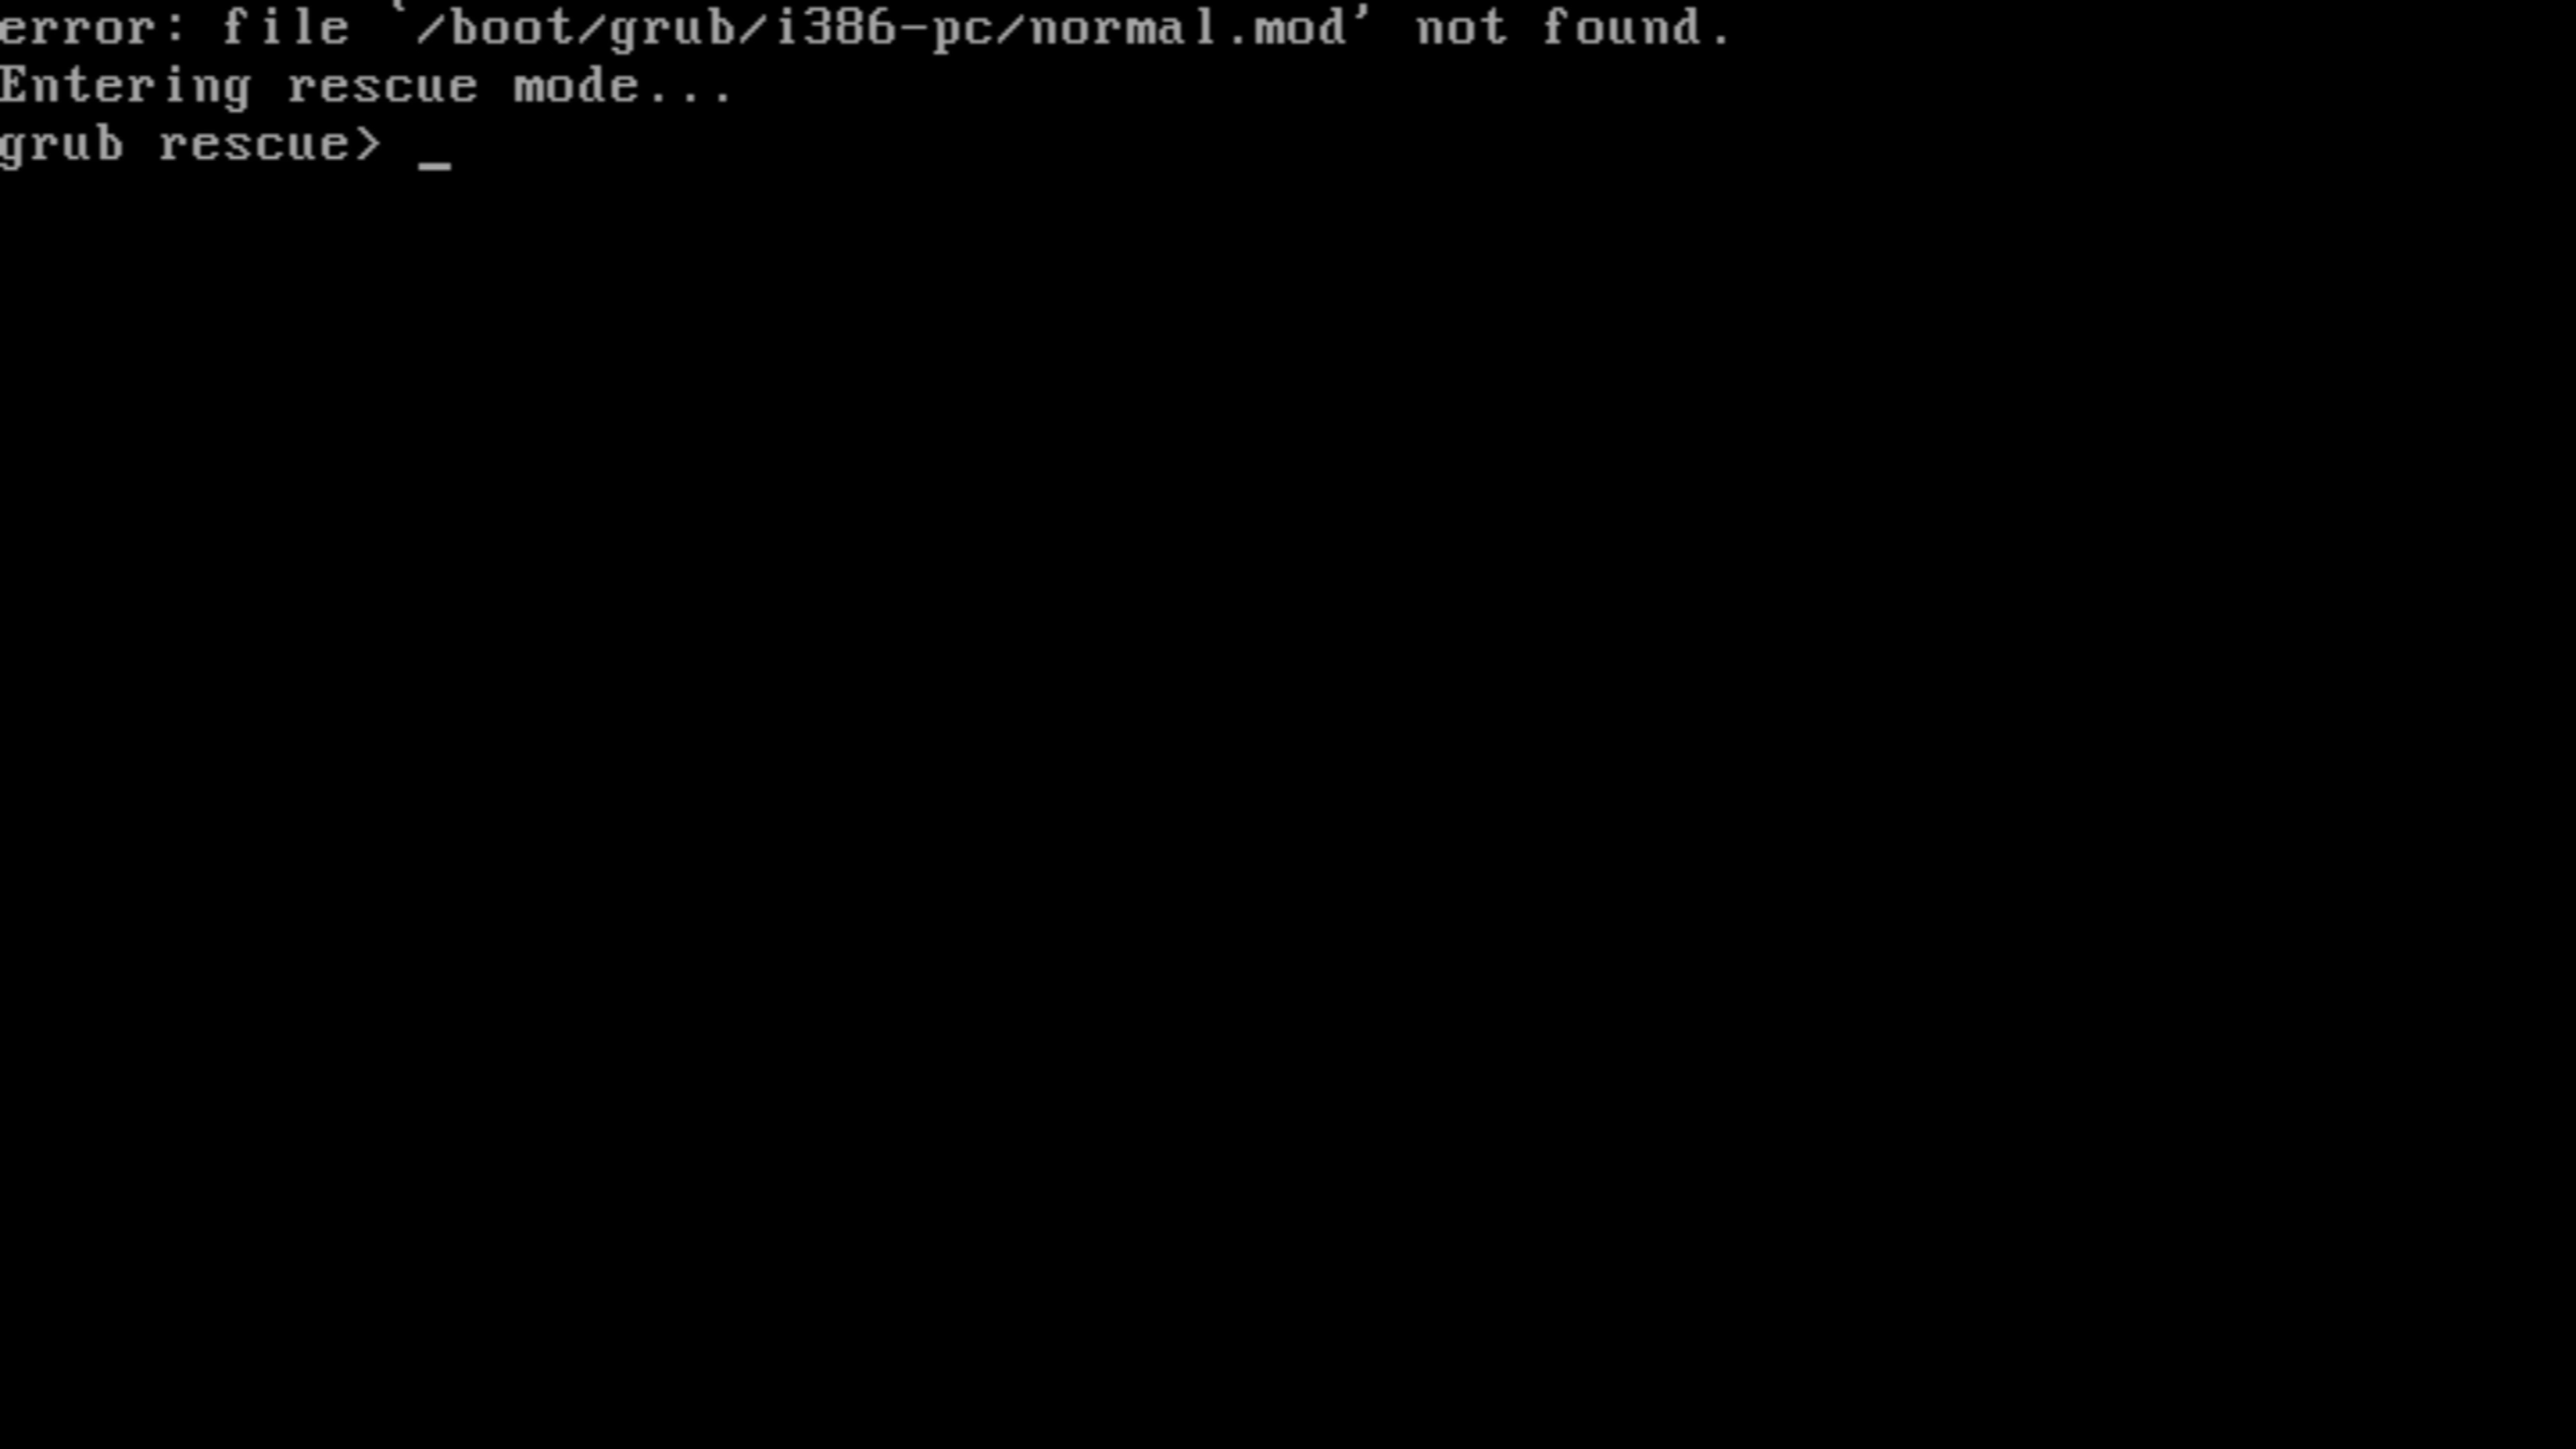 error: file `/boot/grub/i386-pc/normal.mod' not found.
Entering rescue mode...
grub rescue> _